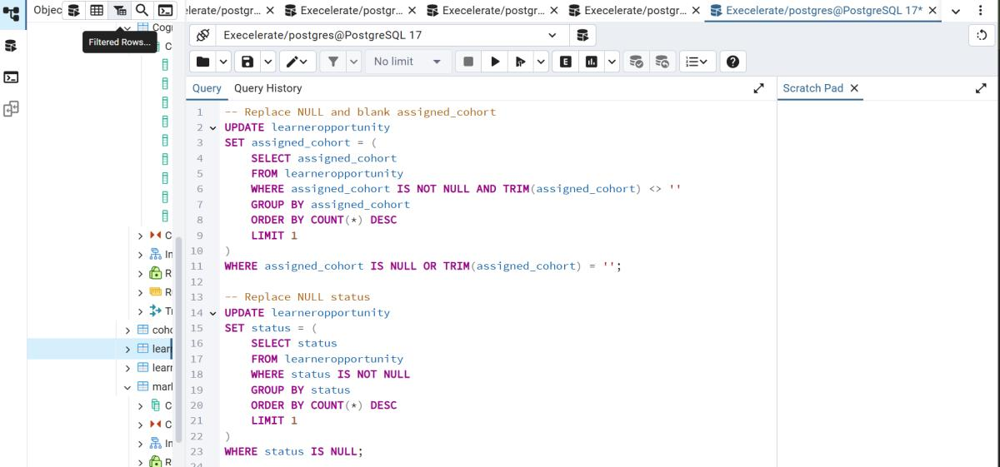 Objec
elerate/postgr... ×
Execelerate/postgr... ×
Execelerate/postgr... ×
Execelerate/postgr... ×
Execelerate/postgres@PostgreSQL 17* ×
Filtered Rows...
Cogn
C
C
In
R
Ru
Tr
coho
lear
learn
mark
C
C
In
R
Execelerate/postgres@PostgreSQL 17
No limit
E
Query
Query History
Scratch Pad ×
1 -- Replace NULL and blank assigned_cohort
2 UPDATE learneropportunity
3 SET assigned_cohort = (
4 SELECT assigned_cohort
5 FROM learneropportunity
6 WHERE assigned_cohort IS NOT NULL AND TRIM(assigned_cohort) <> ''
7 GROUP BY assigned_cohort
8 ORDER BY COUNT(*) DESC
9 LIMIT 1
10 )
11 WHERE assigned_cohort IS NULL OR TRIM(assigned_cohort) = '';
12
13 -- Replace NULL status
14 UPDATE learneropportunity
15 SET status = (
16 SELECT status
17 FROM learneropportunity
18 WHERE status IS NOT NULL
19 GROUP BY status
20 ORDER BY COUNT(*) DESC
21 LIMIT 1
22 )
23 WHERE status IS NULL;
24